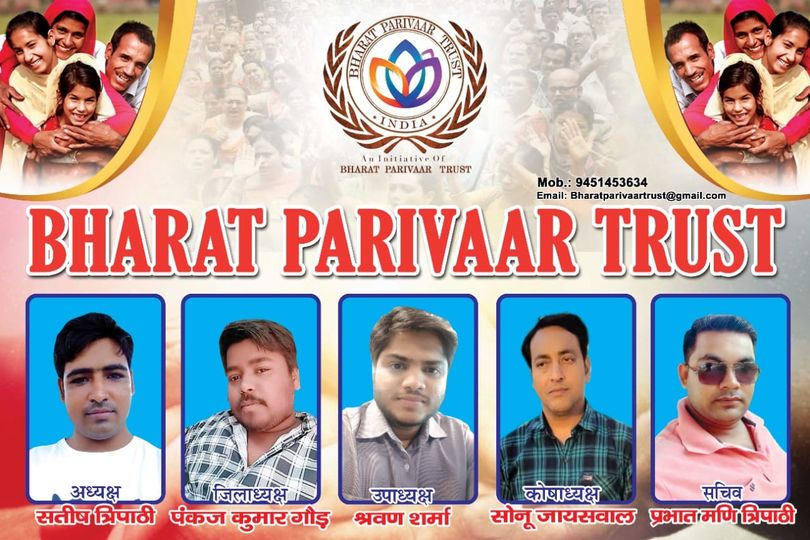 BHARAT PARIVAAR TRUST
INDIA
An Initiative Of
BHARAT PARIVAAR TRUST
Mob.: 9451453634
Email: Bharatparivaartrust@gmail.com
BHARAT PARIVAAR TRUST
अध्यक्ष
सतीष त्रिपाठी
जिलाध्यक्ष
पंकज कुमार गौड़
उपाध्यक्ष
श्रवण शर्मा
कोषाध्यक्ष
सोनू जायसवाल
सचिव
प्रभात मणि त्रिपाठी